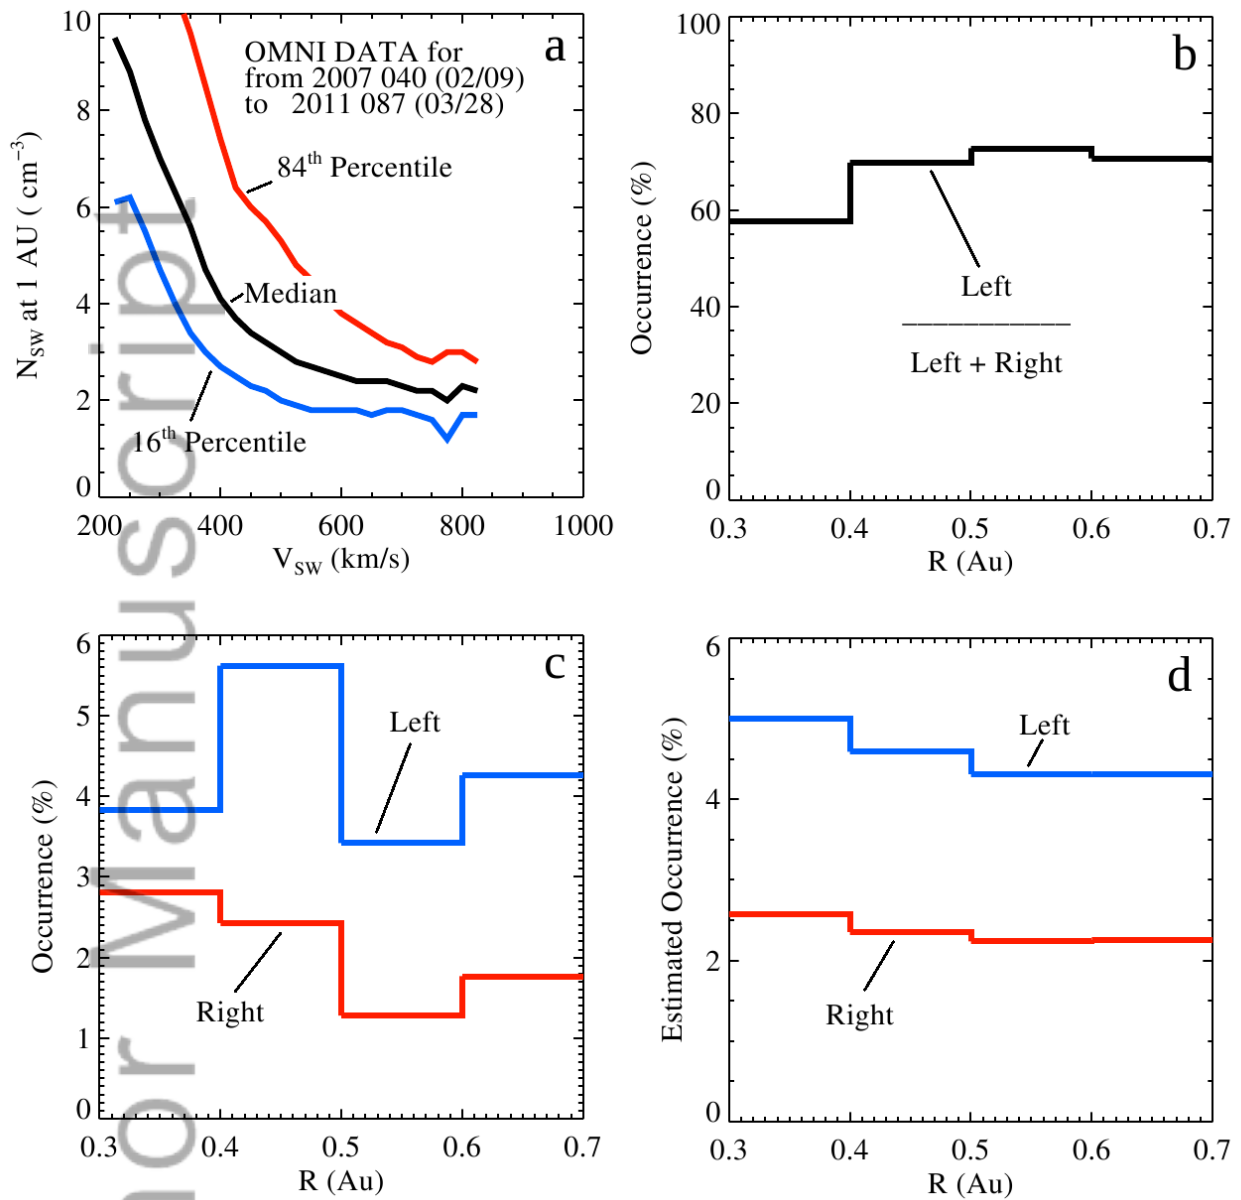 a
OMNI DATA for
from 2007 040 (02/09)
to 2011 087 (03/28)
84th Percentile
Median
16th Percentile
N_SW at 1 AU ( cm⁻³)
10
8
6
4
2
0
200 400 600 800 1000
V_SW (km/s)
b
Occurrence (%)
100
80
60
40
20
0
Left
Left + Right
0.3 0.4 0.5 0.6 0.7
R (Au)
c
Occurrence (%)
6
5
4
3
2
1
0
Left
Right
0.3 0.4 0.5 0.6 0.7
R (Au)
d
Estimated Occurrence (%)
6
4
2
0
Left
Right
0.3 0.4 0.5 0.6 0.7
R (Au)
or Manuscript